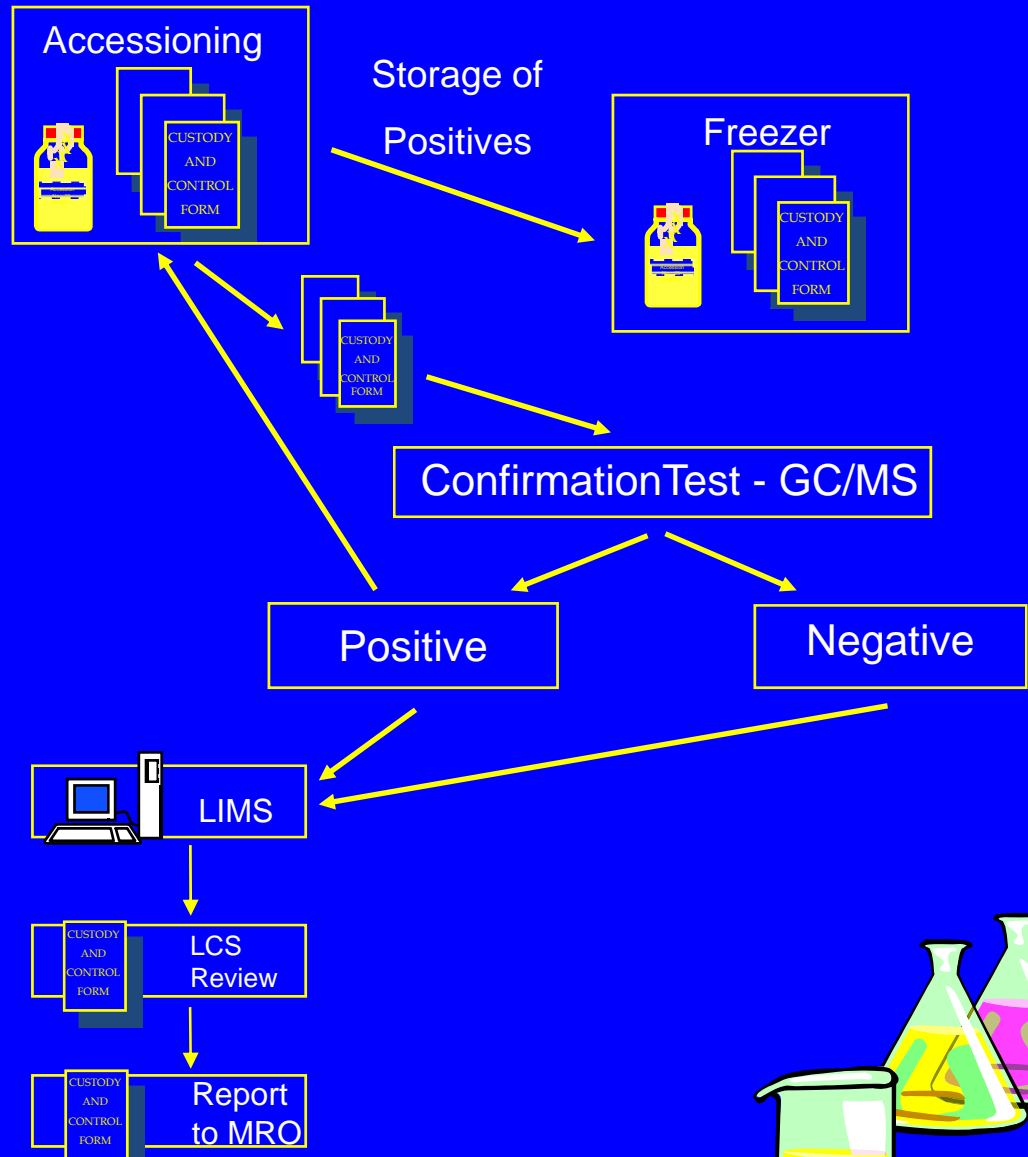 Accessioning
CUSTODY
AND
CONTROL
FORM
Storage of
Positives
Freezer
Accession
CUSTODY
AND
CONTROL
FORM
CUSTODY
AND
CONTROL
FORM
ConfirmationTest - GC/MS
Positive
Negative
LIMS
CUSTODY
AND
CONTROL
FORM
LCS
Review
CUSTODY
AND
CONTROL
FORM
Report
to MRO